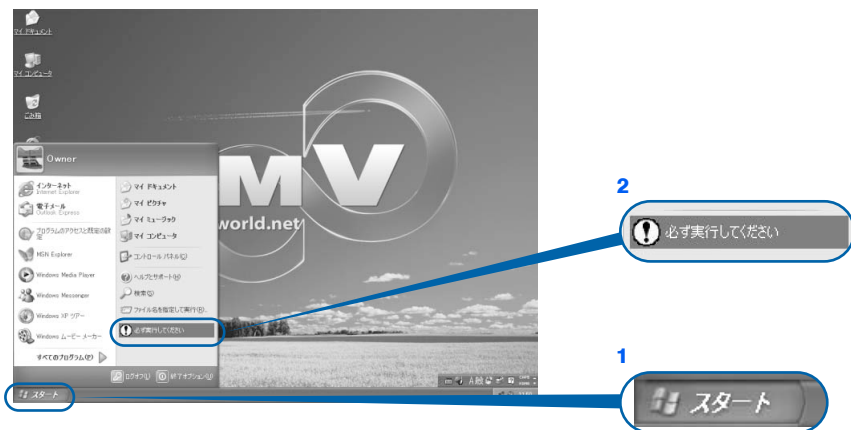 マイ ドキュメント
マイ コンピュータ
ごみ箱
Owner
インターネット
Internet Explorer
電子メール
Outlook Express
プログラムのアクセスと既定の設定
MSN Explorer
Windows Media Player
Windows Messenger
Windows XP ツアー
Windows ムービー メーカー
すべてのプログラム(P)
マイ ドキュメント
マイ ピクチャ
マイ ミュージック
マイ コンピュータ
コントロール パネル(C)
ヘルプとサポート(H)
検索(S)
ファイル名を指定して実行(R)...
必ず実行してください
ログオフ(L)
終了オプション(U)
スタート
MV
world.net
A 般
2
必ず実行してください
1
スタート